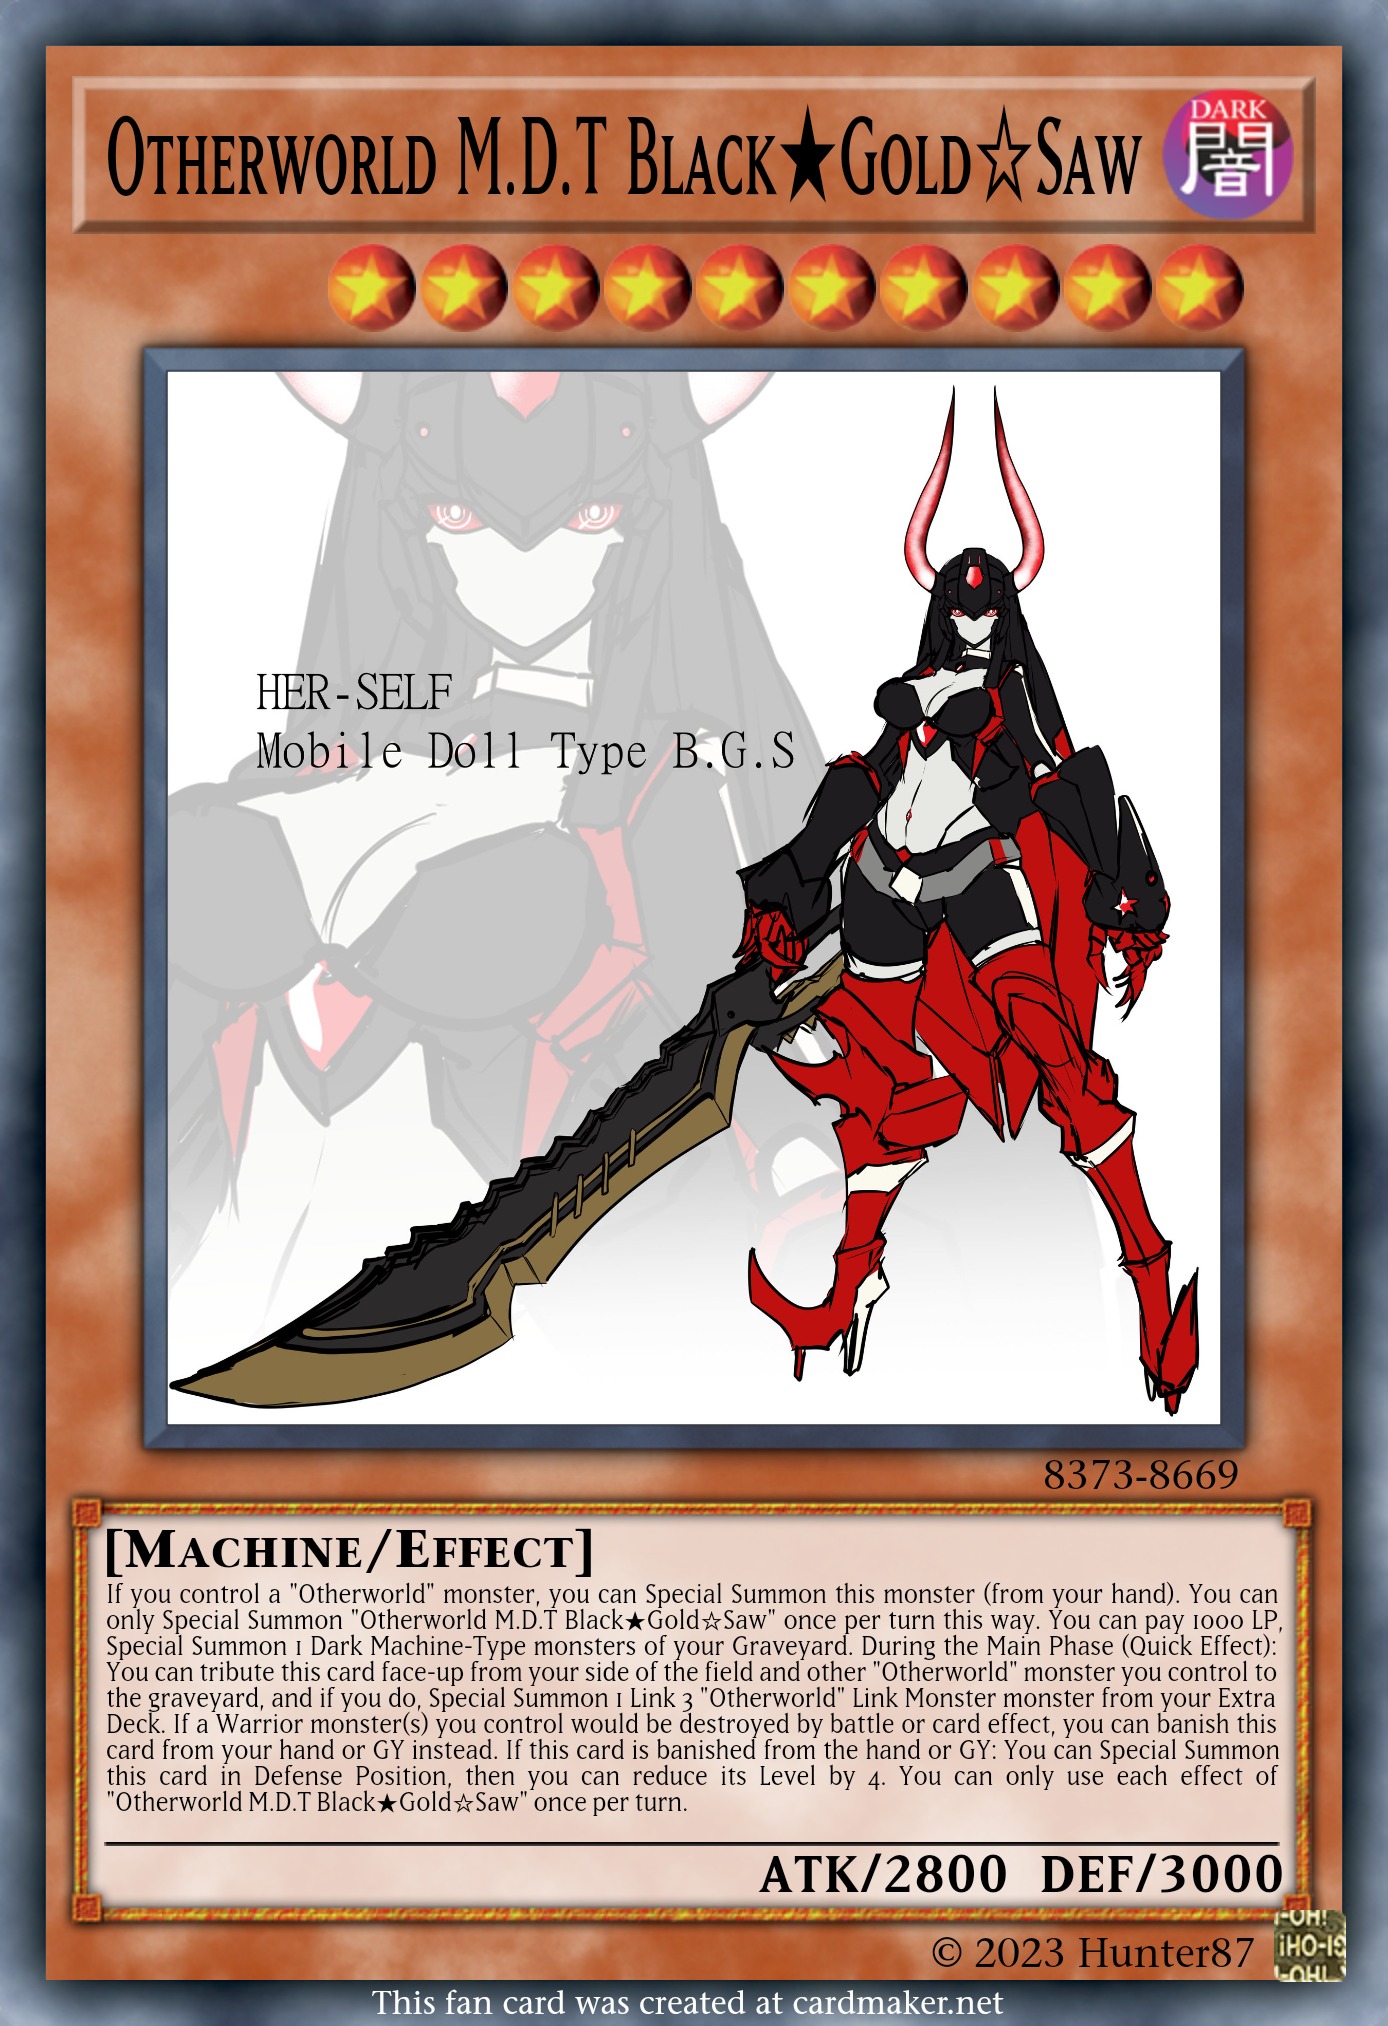 Otherworld M.D.T Black★Gold☆Saw
DARK
闇
HER-SELF
Mobile Doll Type B.G.S
8373-8669
[Machine/Effect]
If you control a "Otherworld" monster, you can Special Summon this monster (from your hand). You can
only Special Summon "Otherworld M.D.T Black★Gold☆Saw" once per turn this way. You can pay 1000 LP,
Special Summon 1 Dark Machine-Type monsters of your Graveyard. During the Main Phase (Quick Effect):
You can tribute this card face-up from your side of the field and other "Otherworld" monster you control to
the graveyard, and if you do, Special Summon 1 Link 3 "Otherworld" Link Monster monster from your Extra
Deck. If a Warrior monster(s) you control would be destroyed by battle or card effect, you can banish this
card from your hand or GY instead. If this card is banished from the hand or GY: You can Special Summon
this card in Defense Position, then you can reduce its Level by 4. You can only use each effect of
"Otherworld M.D.T Black★Gold☆Saw" once per turn.
ATK/2800 DEF/3000
© 2023 Hunter87
This fan card was created at cardmaker.net